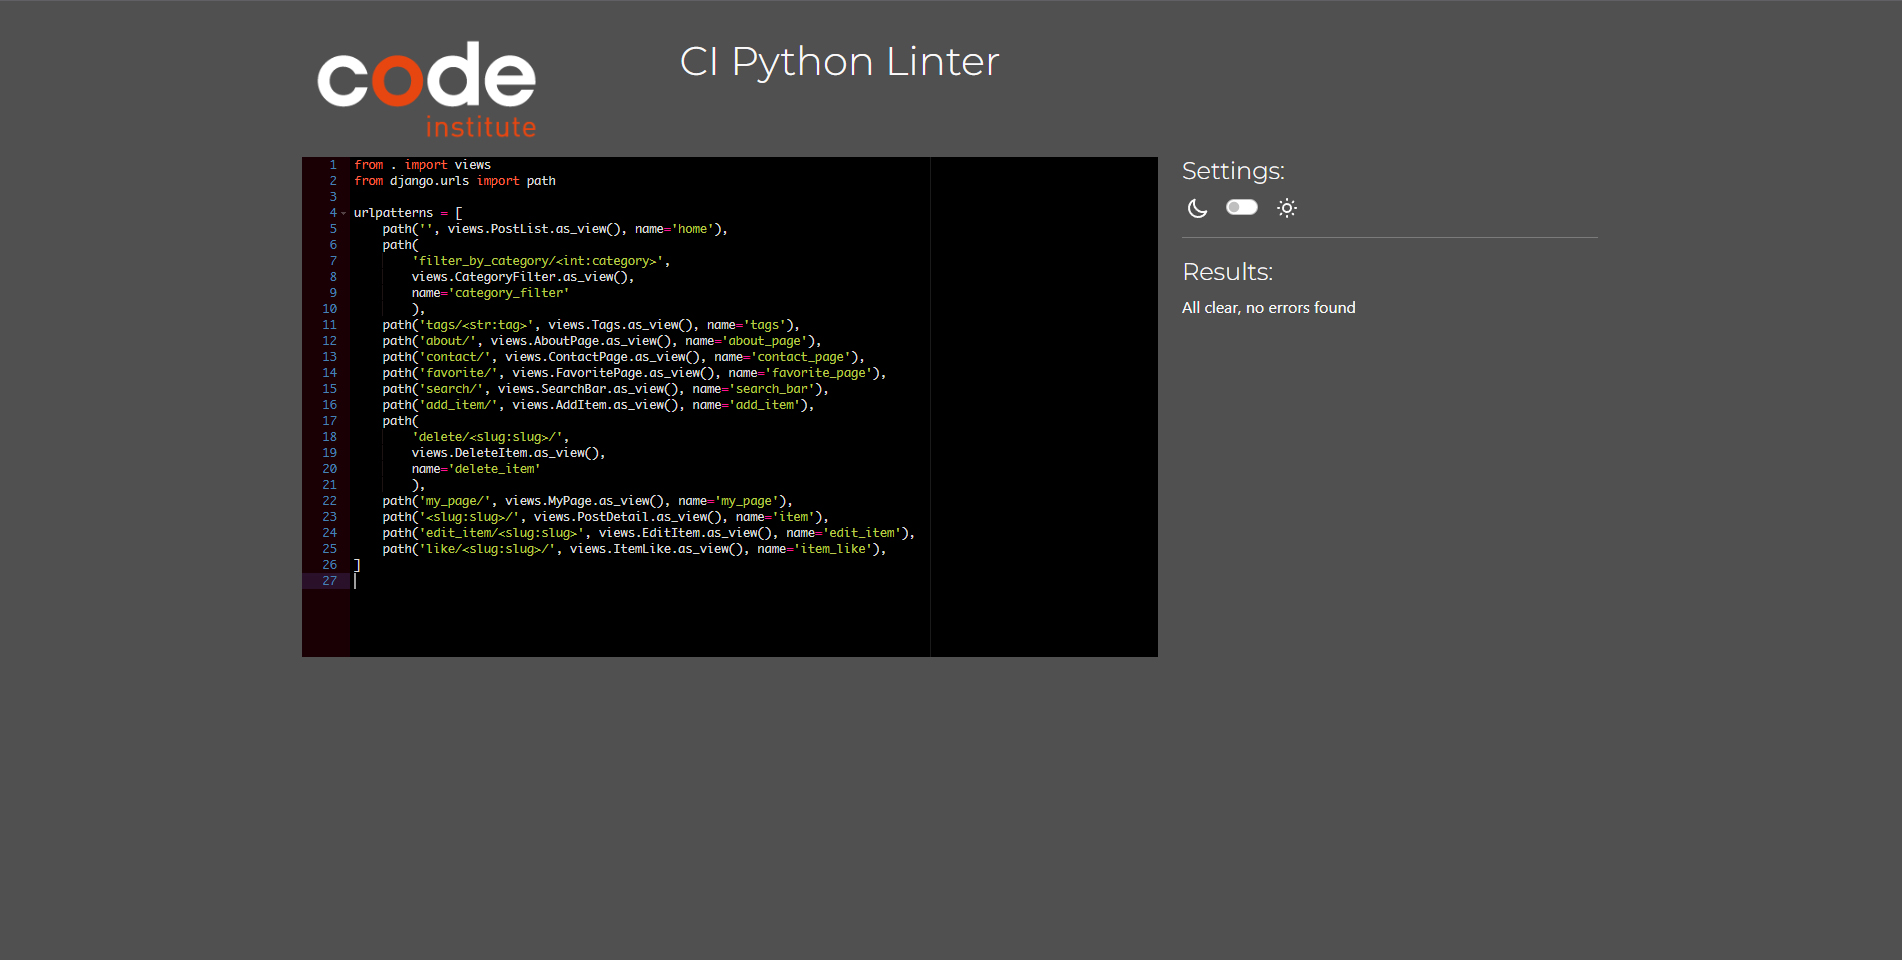 code
institute
CI Python Linter
1 from . import views
2 from django.urls import path
3
4 urlpatterns = [
5     path('', views.PostList.as_view(), name='home'),
6     path(
7         'filter_by_category/<int:category>',
8         views.CategoryFilter.as_view(),
9         name='category_filter'
10         ),
11     path('tags/<str:tag>', views.Tags.as_view(), name='tags'),
12     path('about/', views.AboutPage.as_view(), name='about_page'),
13     path('contact/', views.ContactPage.as_view(), name='contact_page'),
14     path('favorite/', views.FavoritePage.as_view(), name='favorite_page'),
15     path('search/', views.SearchBar.as_view(), name='search_bar'),
16     path('add_item/', views.AddItem.as_view(), name='add_item'),
17     path(
18         'delete/<slug:slug>/',
19         views.DeleteItem.as_view(),
20         name='delete_item'
21         ),
22     path('my_page/', views.MyPage.as_view(), name='my_page'),
23     path('<slug:slug>/', views.PostDetail.as_view(), name='item'),
24     path('edit_item/<slug:slug>', views.EditItem.as_view(), name='edit_item'),
25     path('like/<slug:slug>/', views.ItemLike.as_view(), name='item_like'),
26 ]
27
Settings:
Results:
All clear, no errors found